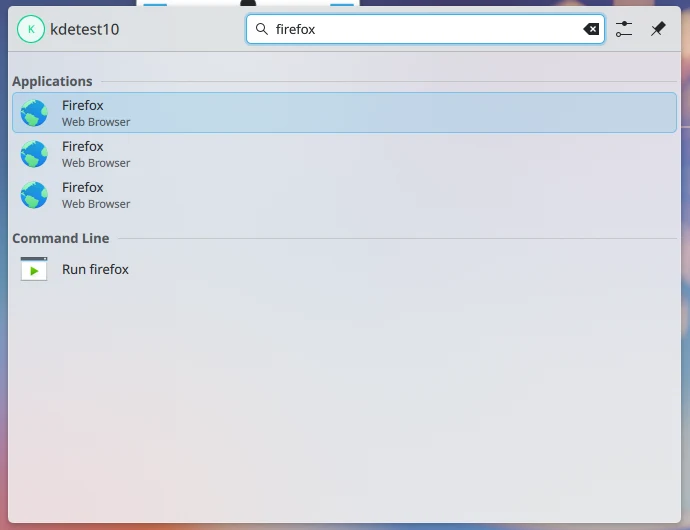 K kdetest10
firefox
Applications
Firefox
Web Browser
Firefox
Web Browser
Firefox
Web Browser
Command Line
Run firefox